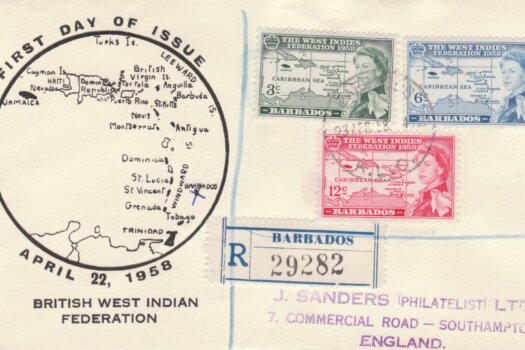 FIRST DAY OF ISSUE
Turks Is.
LEEWARD IS.
Cayman Is.
HAITI
Dominican
Republic
British
Virgin Is.
Tortola
Anguilla
Nevassa
Barbuda
JAMAICA
Puerto Rico
St.Kitts
Nevis
Montserrat
Antigua
Dominica
St. Lucia
St Vincent
BARBADOS
WINDWARD IS
Grenada
Tobago
TRINIDAD
APRIL 22, 1958
BRITISH WEST INDIAN
FEDERATION
THE WEST INDIES
FEDERATION 1958
CARIBBEAN SEA
3c
BARBADOS
THE WEST INDIES
FEDERATION 1958
CARIBBEAN SEA
6c
BARBADOS
THE WEST INDIES
FEDERATION 1958
CARIBBEAN SEA
12c
BARBADOS
R
BARBADOS
29282
J. SANDERS (PHILATELIST) LTD
7, COMMERCIAL ROAD — SOUTHAMPTO
ENGLAND.